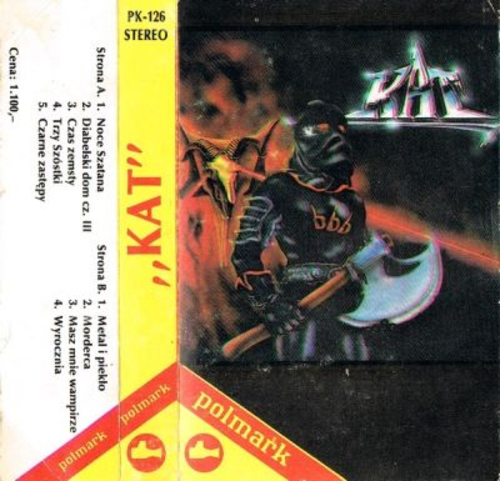 Cena: 1.100,-
Strona A. 1. Noce Szatana
2. Diabelski dom cz. III
3. Czas zemsty
4. Trzy Szóstki
5. Czarne zastępy
Strona B. 1. Metal i piekło
2. Morderca
3. Masz mnie wampirze
4. Wyrocznia
polmark
PK-126
STEREO
„KAT”
polmark
KAT
666
polmark